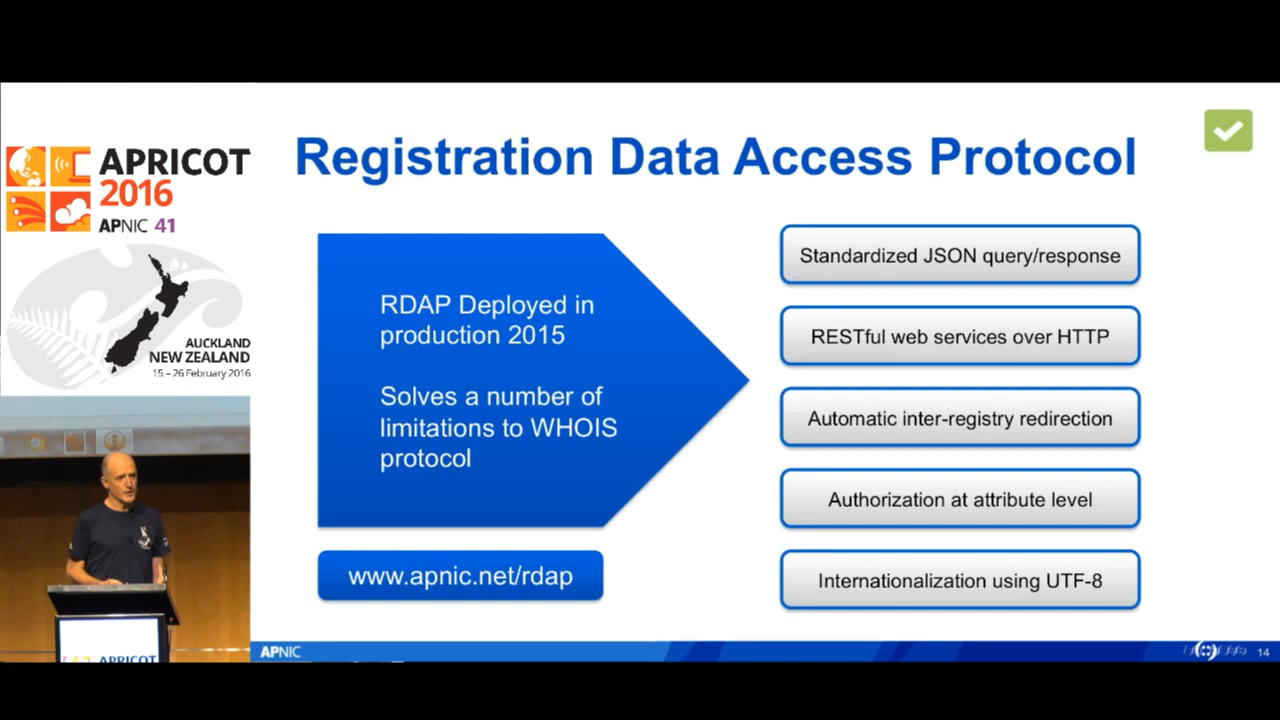 APRICOT
2016
APNIC 41
AUCKLAND
NEW ZEALAND
15 – 26 February 2016
Registration Data Access Protocol
RDAP Deployed in
production 2015
Solves a number of
limitations to WHOIS
protocol
www.apnic.net/rdap
Standardized JSON query/response
RESTful web services over HTTP
Automatic inter-registry redirection
Authorization at attribute level
Internationalization using UTF-8
APRICOT
APNIC
14